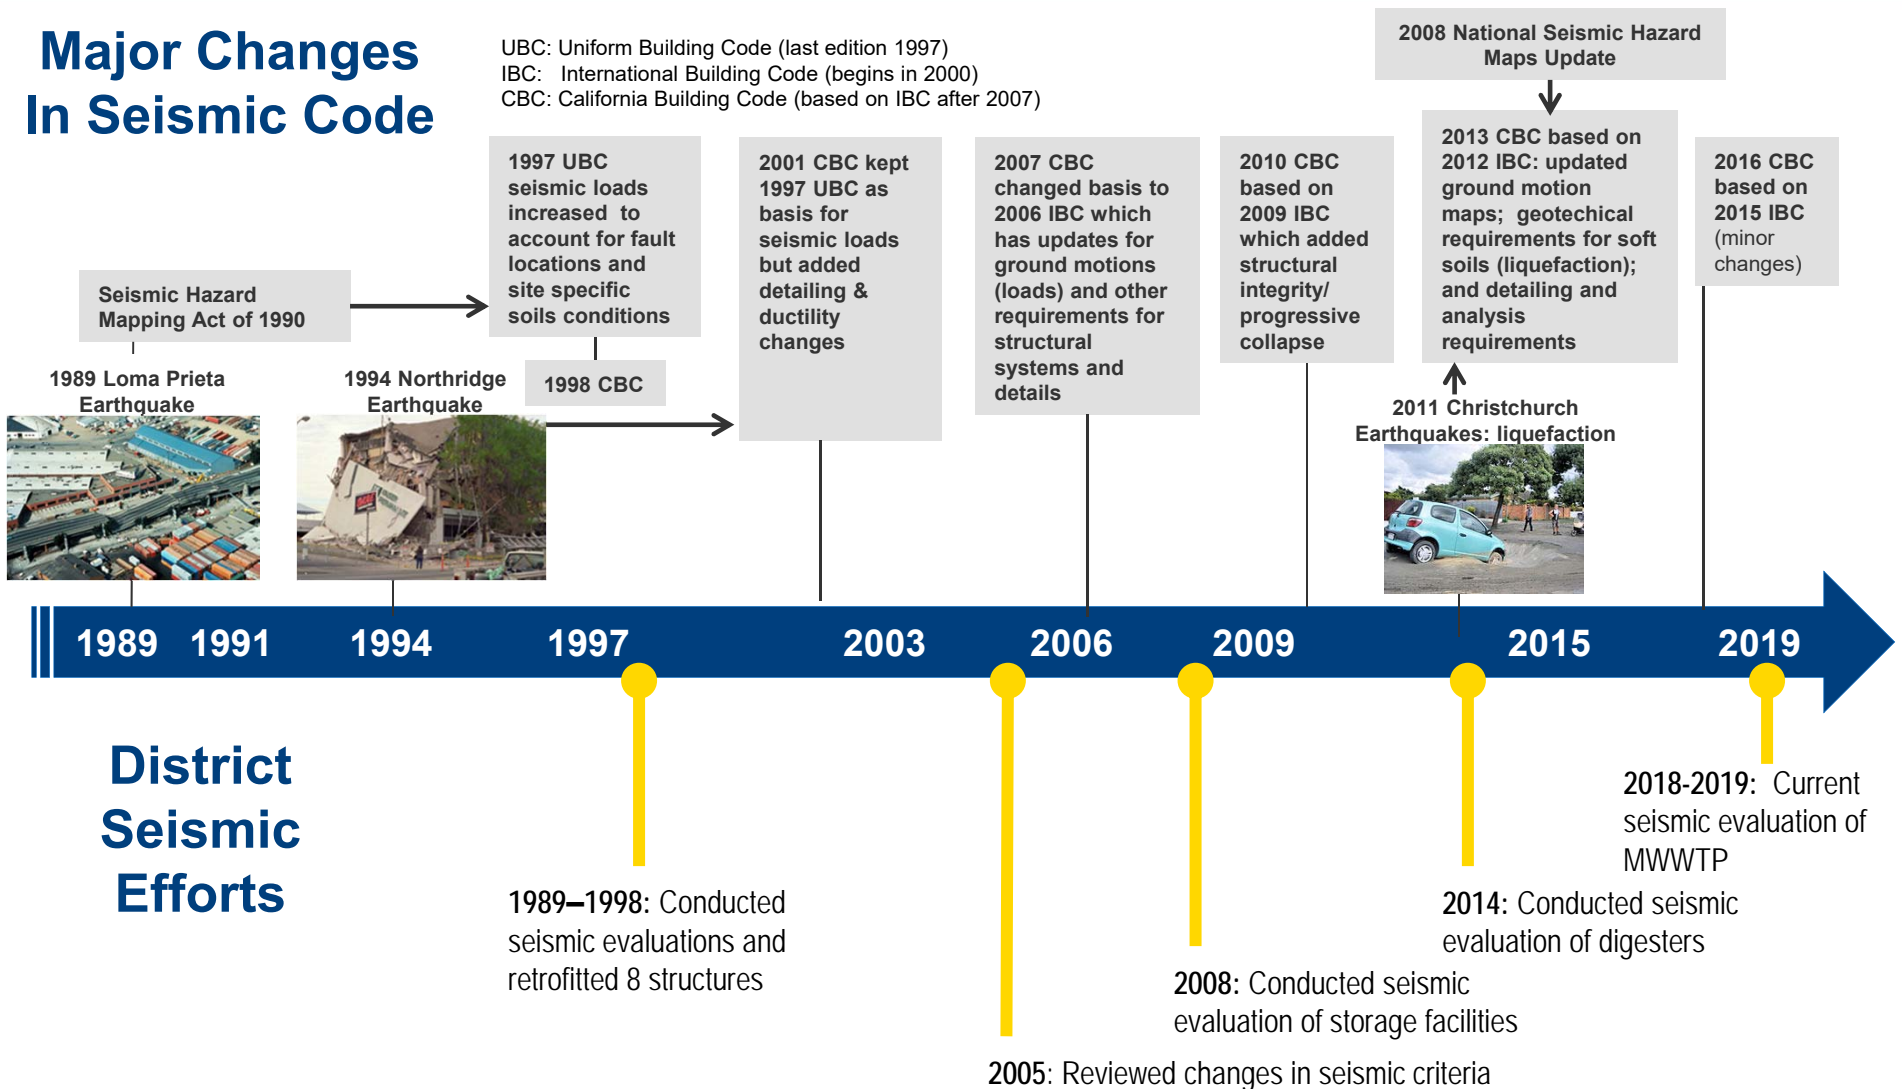 Major Changes
In Seismic Code
UBC: Uniform Building Code (last edition 1997)
IBC: International Building Code (begins in 2000)
CBC: California Building Code (based on IBC after 2007)
2008 National Seismic Hazard
Maps Update
Seismic Hazard
Mapping Act of 1990
1997 UBC
seismic loads
increased to
account for fault
locations and
site specific
soils conditions
1998 CBC
2001 CBC kept
1997 UBC as
basis for
seismic loads
but added
detailing &
ductility
changes
2007 CBC
changed basis to
2006 IBC which
has updates for
ground motions
(loads) and other
requirements for
structural
systems and
details
2010 CBC
based on
2009 IBC
which added
structural
integrity/
progressive
collapse
2013 CBC based on
2012 IBC: updated
ground motion
maps; geotechical
requirements for soft
soils (liquefaction);
and detailing and
analysis
requirements
2016 CBC
based on
2015 IBC
(minor
changes)
1989 Loma Prieta
Earthquake
1994 Northridge
Earthquake
2011 Christchurch
Earthquakes: liquefaction
1989 1991 1994 1997 2003 2006 2009 2015 2019
District
Seismic
Efforts
1989–1998: Conducted
seismic evaluations and
retrofitted 8 structures
2005: Reviewed changes in seismic criteria
2008: Conducted seismic
evaluation of storage facilities
2014: Conducted seismic
evaluation of digesters
2018-2019: Current
seismic evaluation of
MWWTP